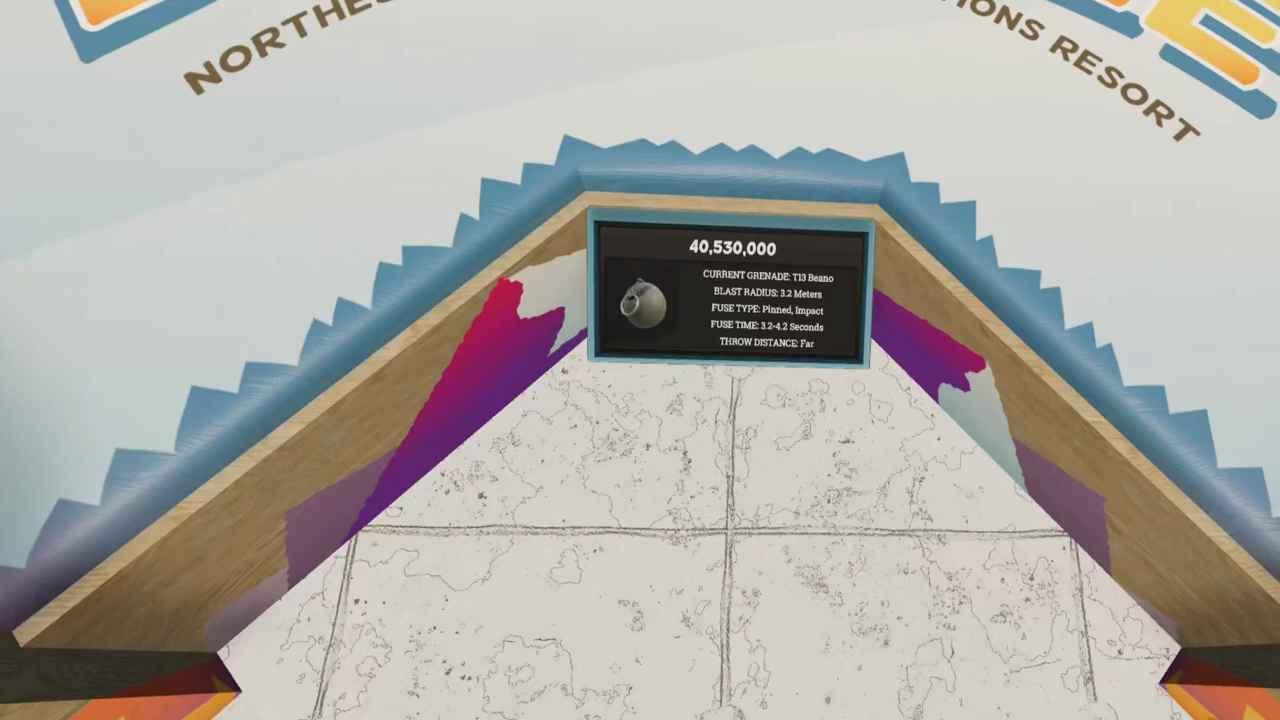 NORTHES
IONS RESORT
E
40,530,000
CURRENT GRENADE: T13 Beano
BLAST RADIUS: 3.2 Meters
FUSE TYPE: Pinned, Impact
FUSE TIME: 3.2-4.2 Seconds
THROW DISTANCE: Far